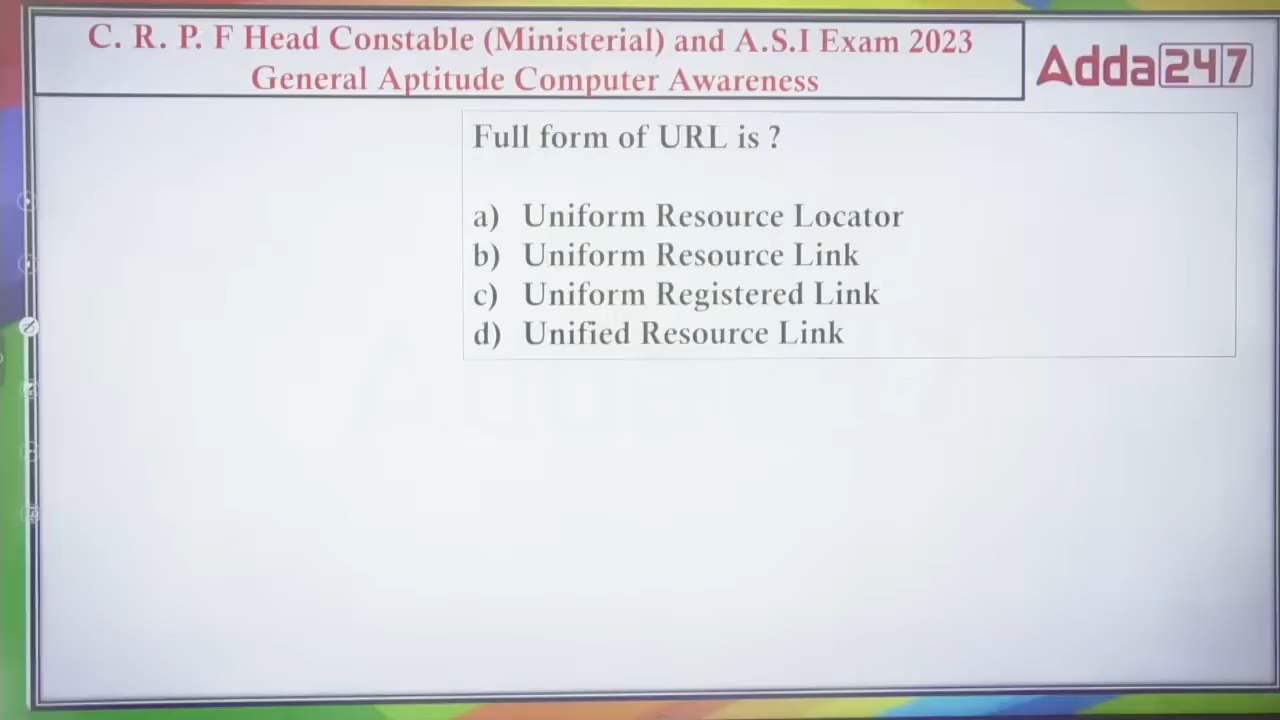 C. R. P. F Head Constable (Ministerial) and A.S.I Exam 2023
General Aptitude Computer Awareness
Adda247
Full form of URL is ?
a) Uniform Resource Locator
b) Uniform Resource Link
c) Uniform Registered Link
d) Unified Resource Link